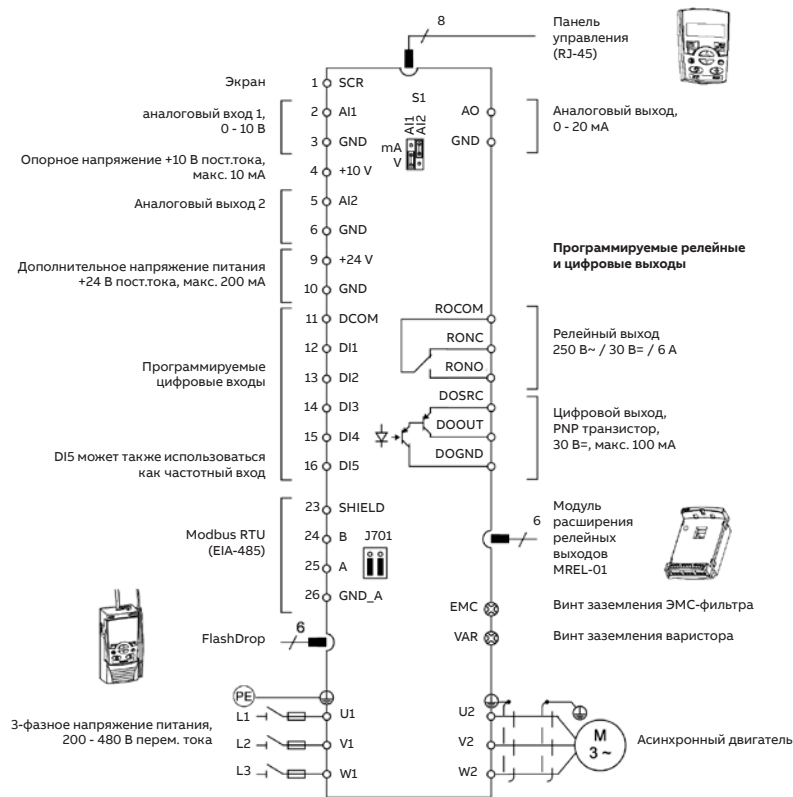 8
Панель
управления
(RJ-45)
Экран
1 SCR
аналоговый вход 1,
0 - 10 В
2 AI1
3 GND
S1
AI1
AI2
mA
V
AO
GND
Аналоговый выход,
0 - 20 мА
Опорное напряжение +10 В пост.тока,
макс. 10 мА
4 +10 V
Аналоговый выход 2
5 AI2
6 GND
Программируемые релейные
и цифровые выходы
Дополнительное напряжение питания
+24 В пост.тока, макс. 200 мА
9 +24 V
10 GND
Программируемые
цифровые входы
11 DCOM
12 DI1
13 DI2
14 DI3
15 DI4
16 DI5
DI5 может также использоваться
как частотный вход
ROCOM
RONC
RONO
Релейный выход
250 В~ / 30 В= / 6 А
DOSRC
DOOUT
DOGND
Цифровой выход,
PNP транзистор,
30 В=, макс. 100 мА
Modbus RTU
(EIA-485)
23 SHIELD
24 B
25 A
26 GND_A
J701
6
Модуль
расширения
релейных
выходов
MREL-01
EMC
Винт заземления ЭМС-фильтра
VAR
Винт заземления варистора
FlashDrop
6
PE
3-фазное напряжение питания,
200 - 480 В перем. тока
L1
U1
L2
V1
L3
W1
U2
V2
W2
M
3 ~
Асинхронный двигатель